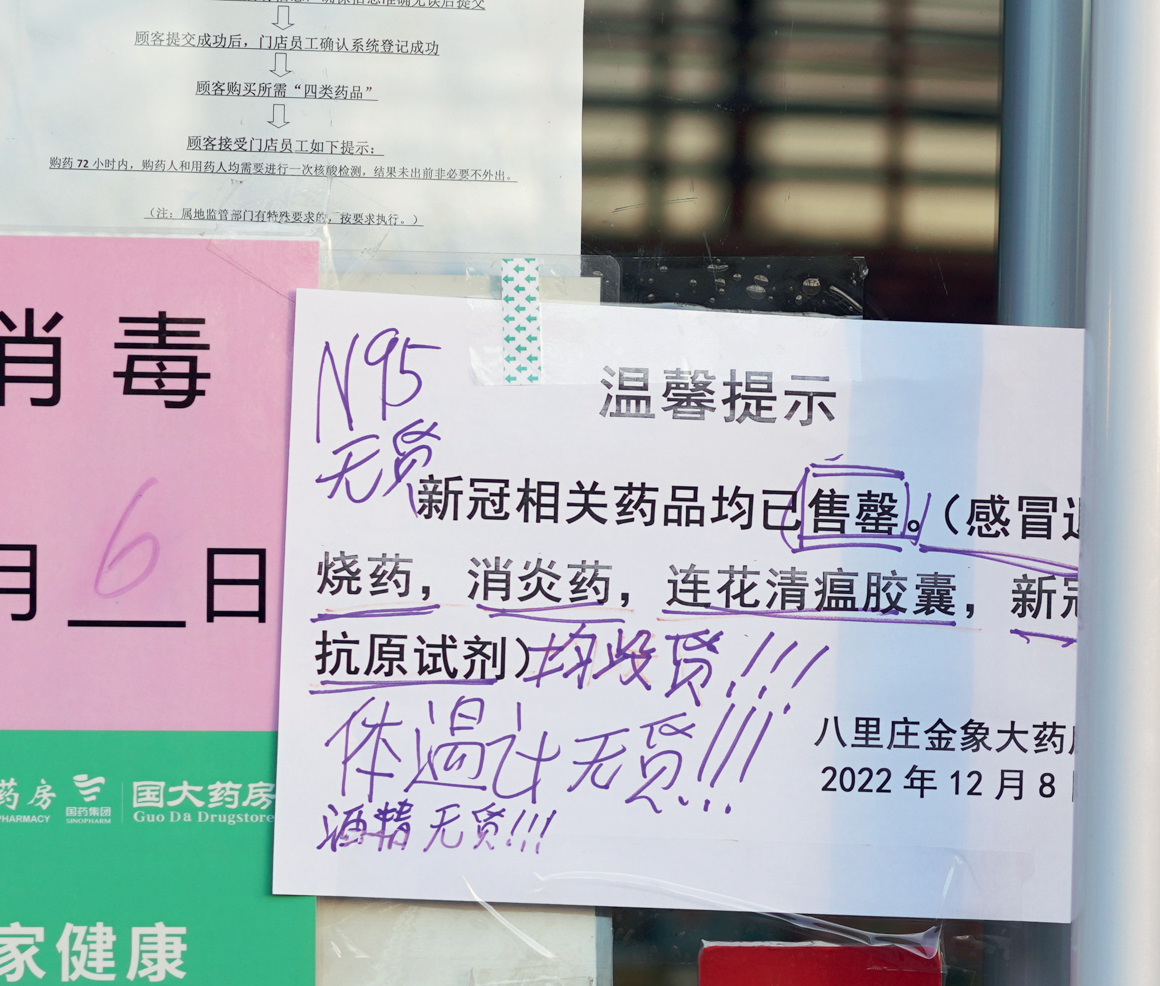 顾客提交成功后，门店员工确认系统登记成功
顾客购买所需“四类药品”
顾客接受门店员工如下提示：
购药 72 小时内，购药人和用药人均需要进行一次核酸检测，结果未出前非必要不外出。
（注：属地监管部门有特殊要求的，按要求执行。）
消毒
月 6 日
药房
PHARMACY
国药集团
SINOPHARM
国大药房
Guo Da Drugstore
家健康
N95
无货
温馨提示
新冠相关药品均已售罄。（感冒
烧药，消炎药，连花清瘟胶囊，新冠
抗原试剂）均没货！！！
体温计无货！！！
酒精无货！！！
八里庄金象大药
2022 年 12 月 8